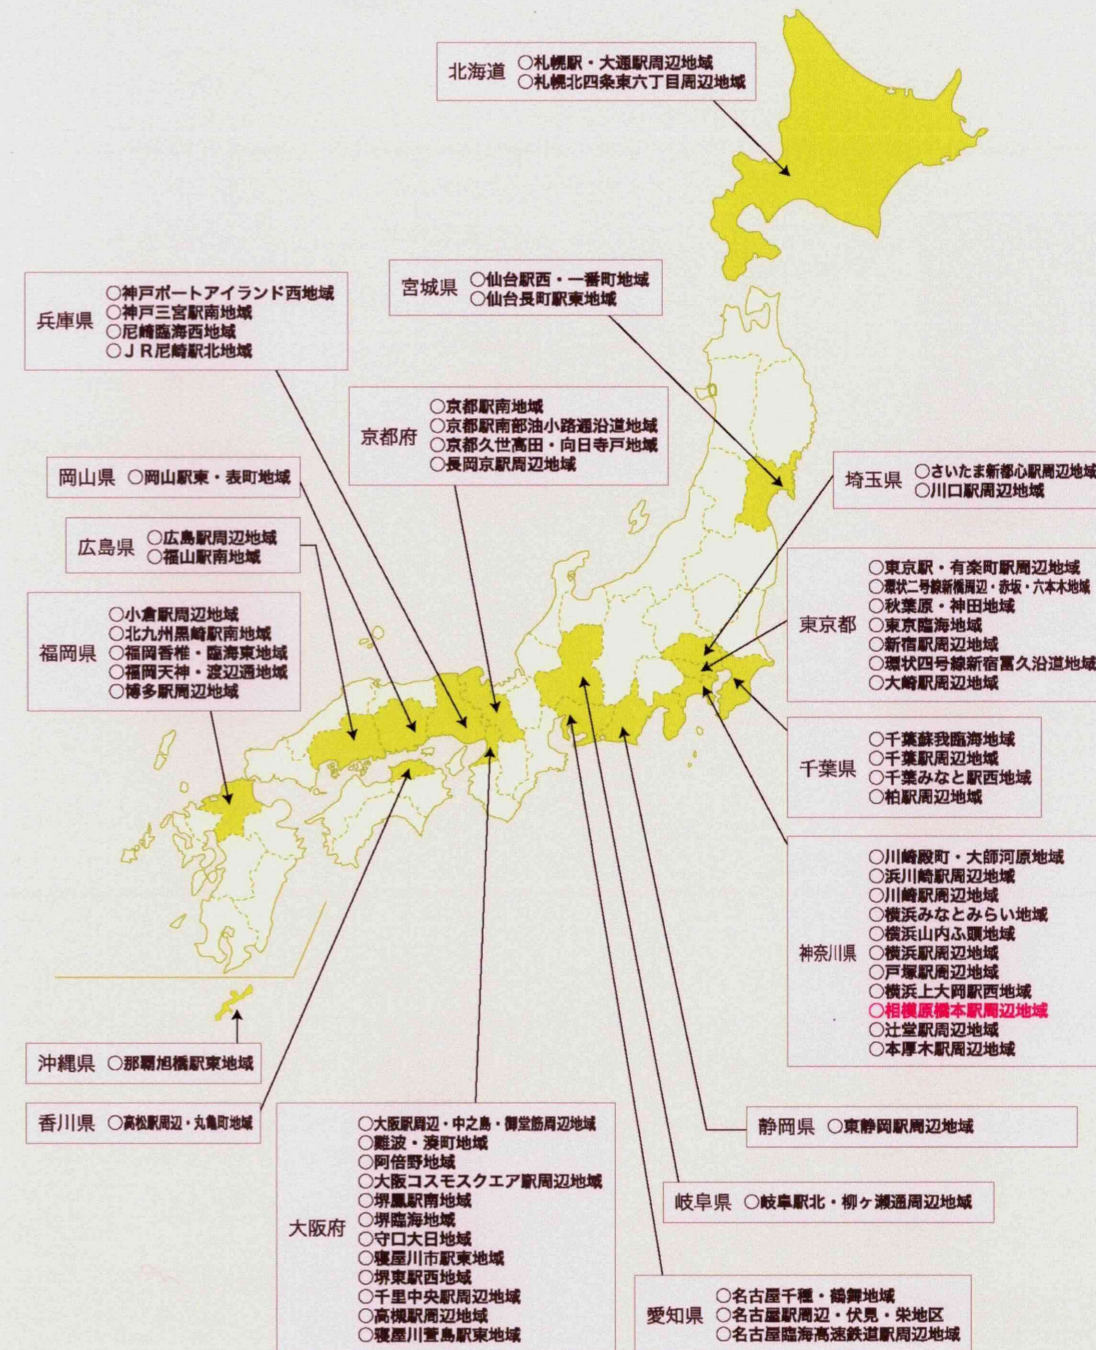 北海道
○札幌駅・大通駅周辺地域
○札幌北四条東六丁目周辺地域
兵庫県
○神戸ポートアイランド西地域
○神戸三宮駅南地域
○尼崎臨海西地域
○ＪＲ尼崎駅北地域
宮城県
○仙台駅西・一番町地域
○仙台長町駅東地域
京都府
○京都駅南地域
○京都駅南部油小路通沿道地域
○京都久世高田・向日寺戸地域
○長岡京駅周辺地域
岡山県 ○岡山駅東・表町地域
埼玉県
○さいたま新都心駅周辺地域
○川口駅周辺地域
広島県
○広島駅周辺地域
○福山駅南地域
東京都
○東京駅・有楽町駅周辺地域
○環状二号線新橋周辺・赤坂・六本木地域
○秋葉原・神田地域
○東京臨海地域
○新宿駅周辺地域
○環状四号線新宿富久沿道地域
○大崎駅周辺地域
福岡県
○小倉駅周辺地域
○北九州黒崎駅南地域
○福岡香椎・臨海東地域
○福岡天神・渡辺通地域
○博多駅周辺地域
千葉県
○千葉蘇我臨海地域
○千葉駅周辺地域
○千葉みなと駅西地域
○柏駅周辺地域
神奈川県
○川崎殿町・大師河原地域
○浜川崎駅周辺地域
○川崎駅周辺地域
○横浜みなとみらい地域
○横浜山内ふ頭地域
○横浜駅周辺地域
○戸塚駅周辺地域
○横浜上大岡駅西地域
○相模原橋本駅周辺地域
○辻堂駅周辺地域
○本厚木駅周辺地域
沖縄県 ○那覇旭橋駅東地域
香川県 ○高松駅周辺・丸亀町地域
大阪府
○大阪駅周辺・中之島・御堂筋周辺地域
○難波・湊町地域
○阿倍野地域
○大阪コスモスクエア駅周辺地域
○堺鳳駅南地域
○堺臨海地域
○守口大日地域
○寝屋川市駅東地域
○堺東駅西地域
○千里中央駅周辺地域
○高槻駅周辺地域
○寝屋川萱島駅東地域
静岡県 ○東静岡駅周辺地域
岐阜県 ○岐阜駅北・柳ヶ瀬通周辺地域
愛知県
○名古屋千種・鶴舞地域
○名古屋駅周辺・伏見・栄地区
○名古屋臨海高速鉄道駅周辺地域